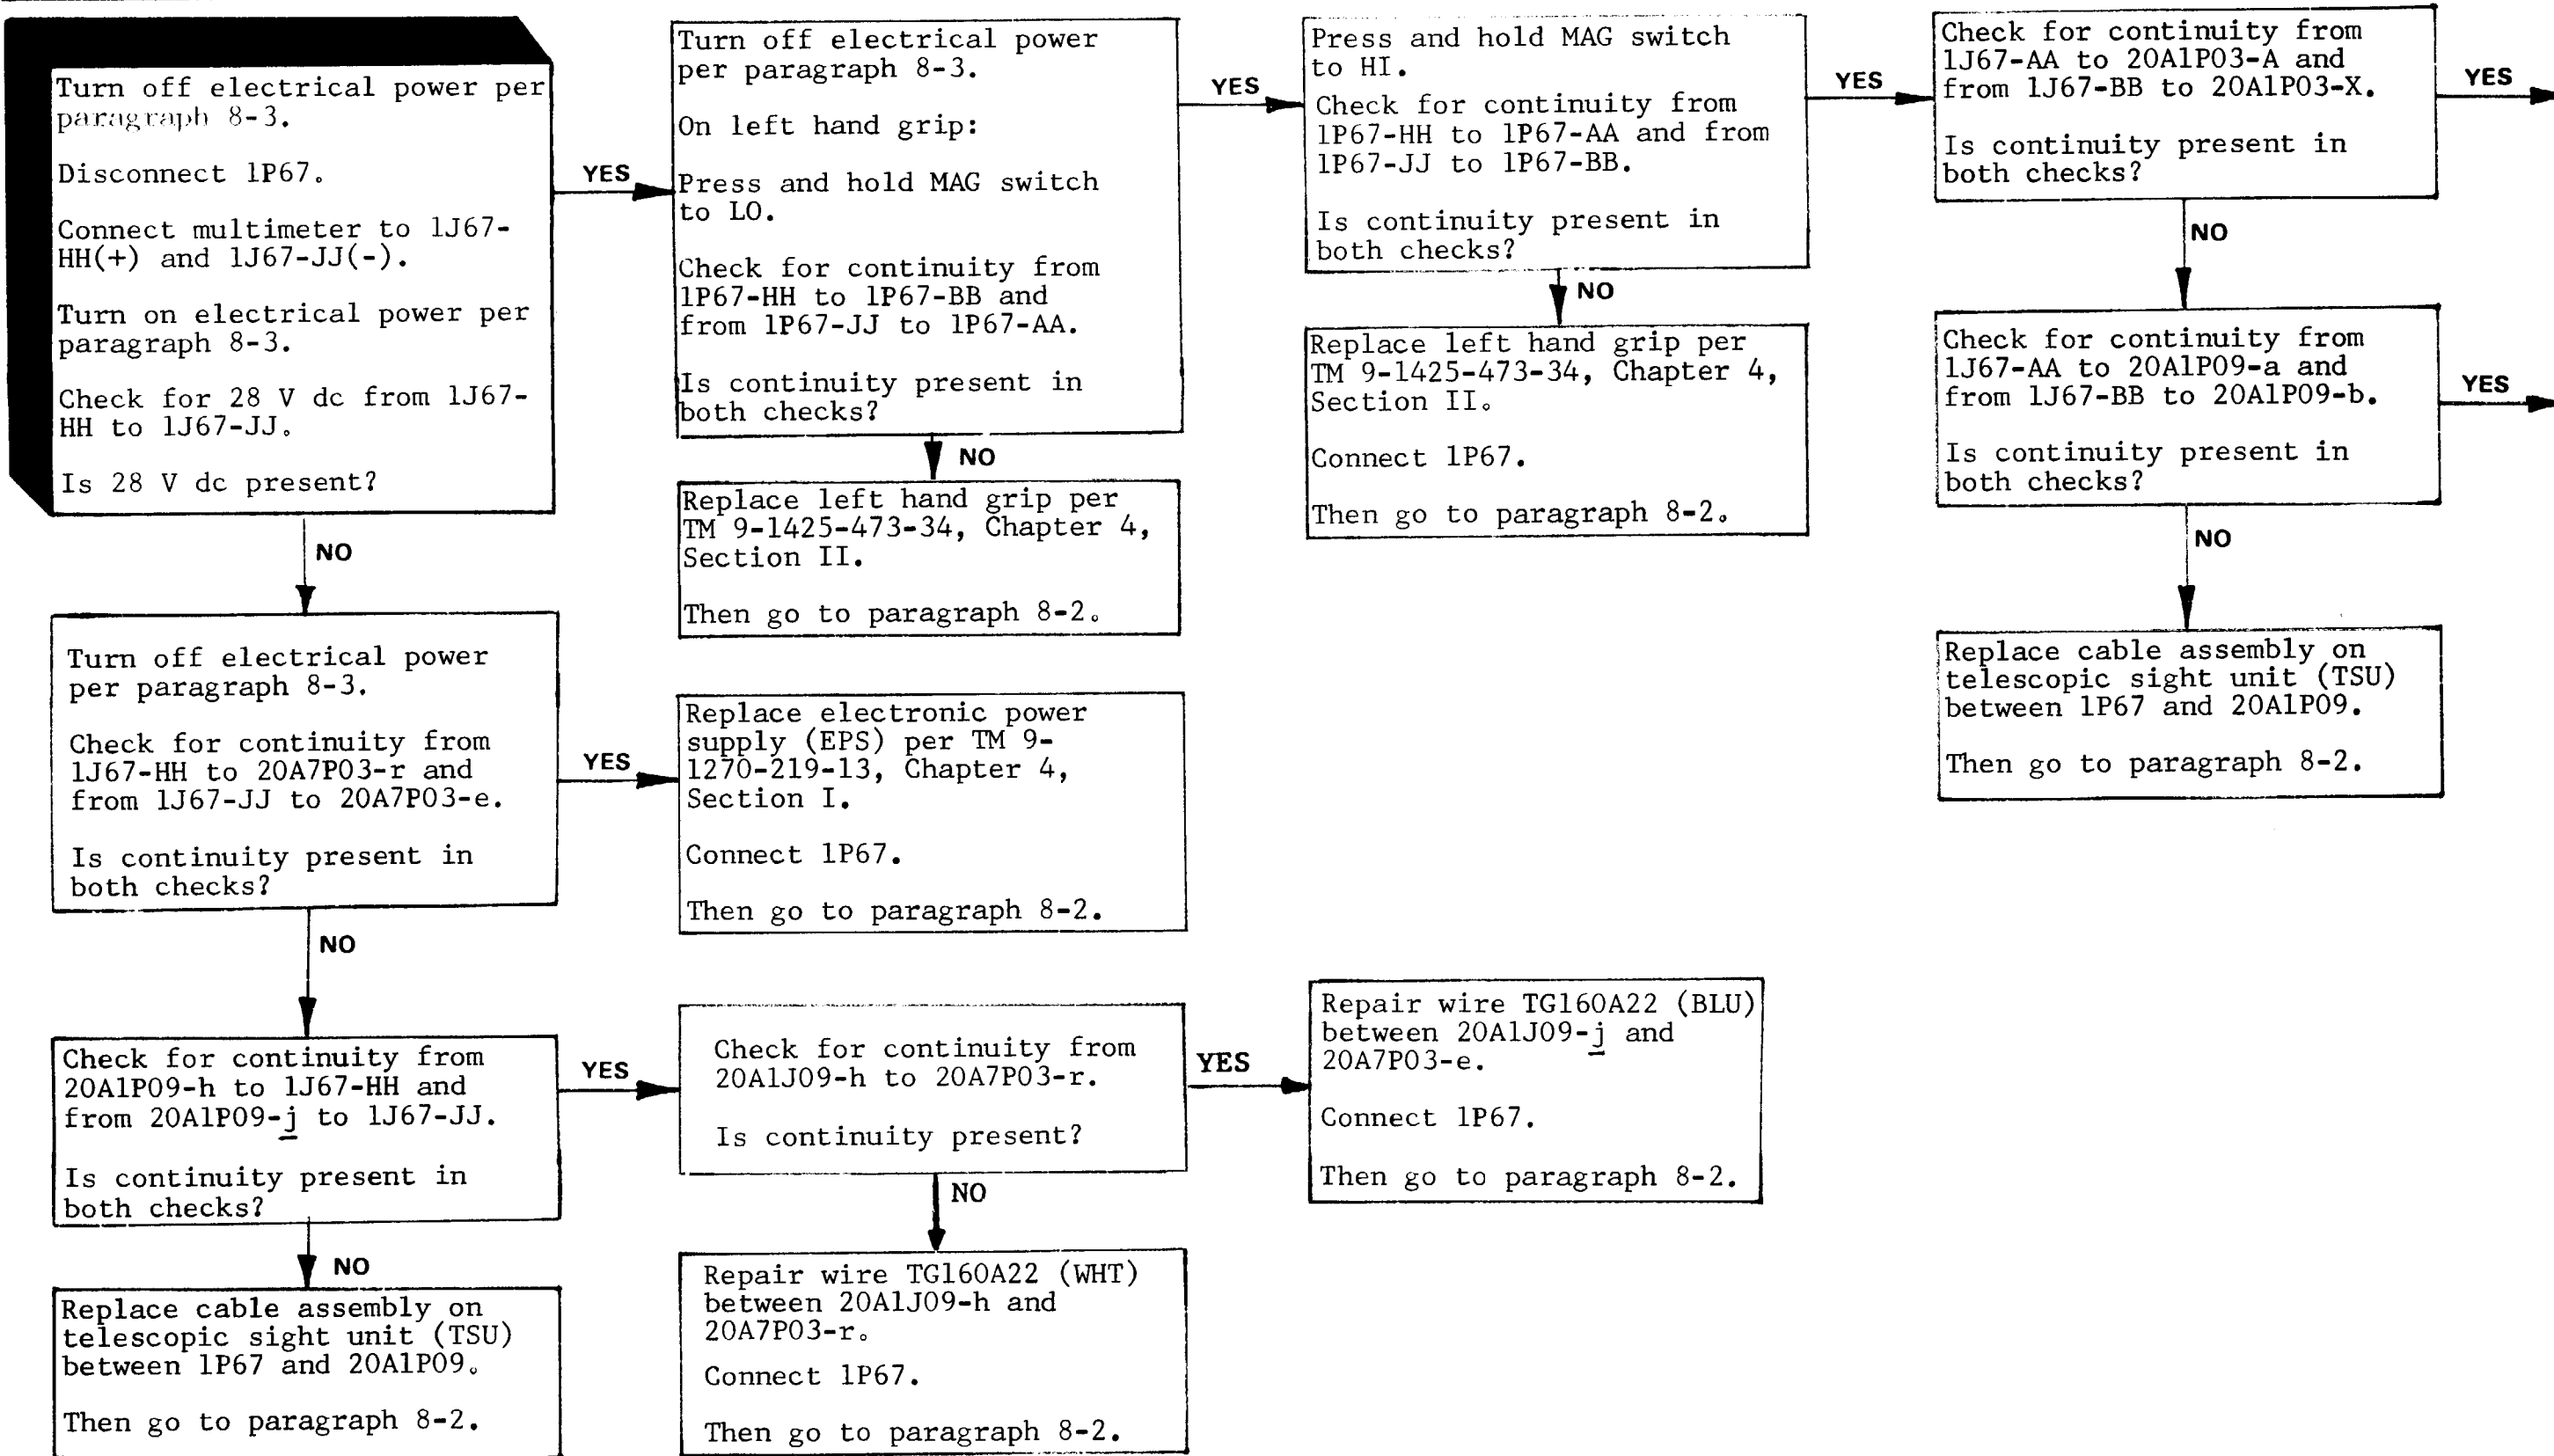 Turn off electrical power per
paragraph 8-3.
Disconnect 1P67.
Connect multimeter to 1J67-
HH(+) and 1J67-JJ(-).
Turn on electrical power per
paragraph 8-3.
Check for 28 V dc from 1J67-
HH to 1J67-JJ.
Is 28 V dc present?
YES
NO
Turn off electrical power
per paragraph 8-3.
On left hand grip:
Press and hold MAG switch
to LO.
Check for continuity from
1P67-HH to 1P67-BB and
from 1P67-JJ to 1P67-AA.
Is continuity present in
both checks?
YES
NO
Replace left hand grip per
TM 9-1425-473-34, Chapter 4,
Section II.
Then go to paragraph 8-2.
Press and hold MAG switch
to HI.
Check for continuity from
1P67-HH to 1P67-AA and from
1P67-JJ to 1P67-BB.
Is continuity present in
both checks?
YES
NO
Replace left hand grip per
TM 9-1425-473-34, Chapter 4,
Section II.
Connect 1P67.
Then go to paragraph 8-2.
Check for continuity from
1J67-AA to 20A1P03-A and
from 1J67-BB to 20A1P03-X.
Is continuity present in
both checks?
YES
NO
Check for continuity from
1J67-AA to 20A1P09-a and
from 1J67-BB to 20A1P09-b.
Is continuity present in
both checks?
YES
NO
Replace cable assembly on
telescopic sight unit (TSU)
between 1P67 and 20A1P09.
Then go to paragraph 8-2.
Turn off electrical power
per paragraph 8-3.
Check for continuity from
1J67-HH to 20A7P03-r and
from 1J67-JJ to 20A7P03-e.
Is continuity present in
both checks?
YES
NO
Replace electronic power
supply (EPS) per TM 9-
1270-219-13, Chapter 4,
Section I.
Connect 1P67.
Then go to paragraph 8-2.
Check for continuity from
20A1P09-h to 1J67-HH and
from 20A1P09-j to 1J67-JJ.
Is continuity present in
both checks?
YES
NO
Check for continuity from
20A1J09-h to 20A7P03-r.
Is continuity present?
YES
NO
Repair wire TG160A22 (BLU)
between 20A1J09-j and
20A7P03-e.
Connect 1P67.
Then go to paragraph 8-2.
Replace cable assembly on
telescopic sight unit (TSU)
between 1P67 and 20A1P09.
Then go to paragraph 8-2.
Repair wire TG160A22 (WHT)
between 20A1J09-h and
20A7P03-r.
Connect 1P67.
Then go to paragraph 8-2.